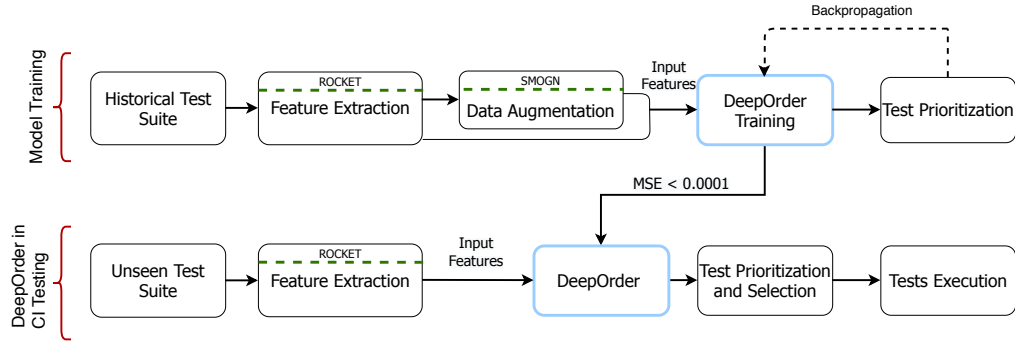 Backpropagation
Model Training
Historical Test
Suite
ROCKET
Feature Extraction
SMOGN
Data Augmentation
Input
Features
DeepOrder
Training
Test Prioritization
MSE < 0.0001
DeepOrder in
CI Testing
Unseen Test
Suite
ROCKET
Feature Extraction
Input
Features
DeepOrder
Test Prioritization
and Selection
Tests Execution